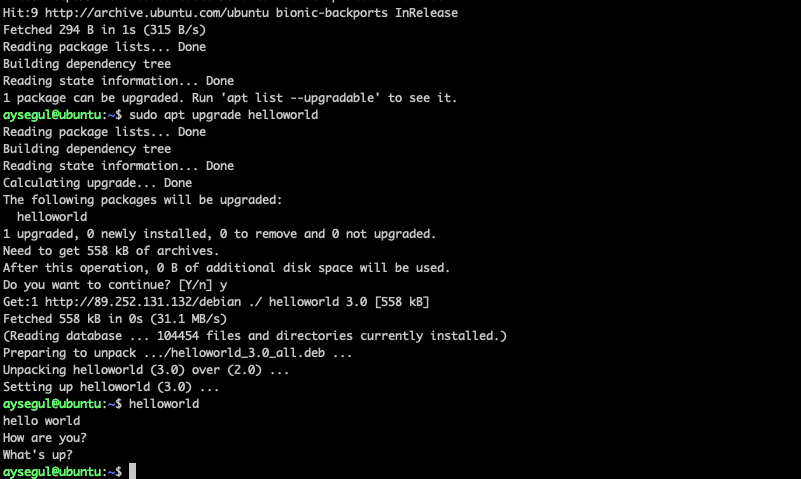 Hit:9 http://archive.ubuntu.com/ubuntu bionic-backports InRelease
Fetched 294 B in 1s (315 B/s)
Reading package lists... Done
Building dependency tree
Reading state information... Done
1 package can be upgraded. Run 'apt list --upgradable' to see it.
aysegul@ubuntu:~$ sudo apt upgrade helloworld
Reading package lists... Done
Building dependency tree
Reading state information... Done
Calculating upgrade... Done
The following packages will be upgraded:
  helloworld
1 upgraded, 0 newly installed, 0 to remove and 0 not upgraded.
Need to get 558 kB of archives.
After this operation, 0 B of additional disk space will be used.
Do you want to continue? [Y/n] y
Get:1 http://89.252.131.132/debian ./ helloworld 3.0 [558 kB]
Fetched 558 kB in 0s (31.1 MB/s)
(Reading database ... 104454 files and directories currently installed.)
Preparing to unpack .../helloworld_3.0_all.deb ...
Unpacking helloworld (3.0) over (2.0) ...
Setting up helloworld (3.0) ...
aysegul@ubuntu:~$ helloworld
hello world
How are you?
What's up?
aysegul@ubuntu:~$